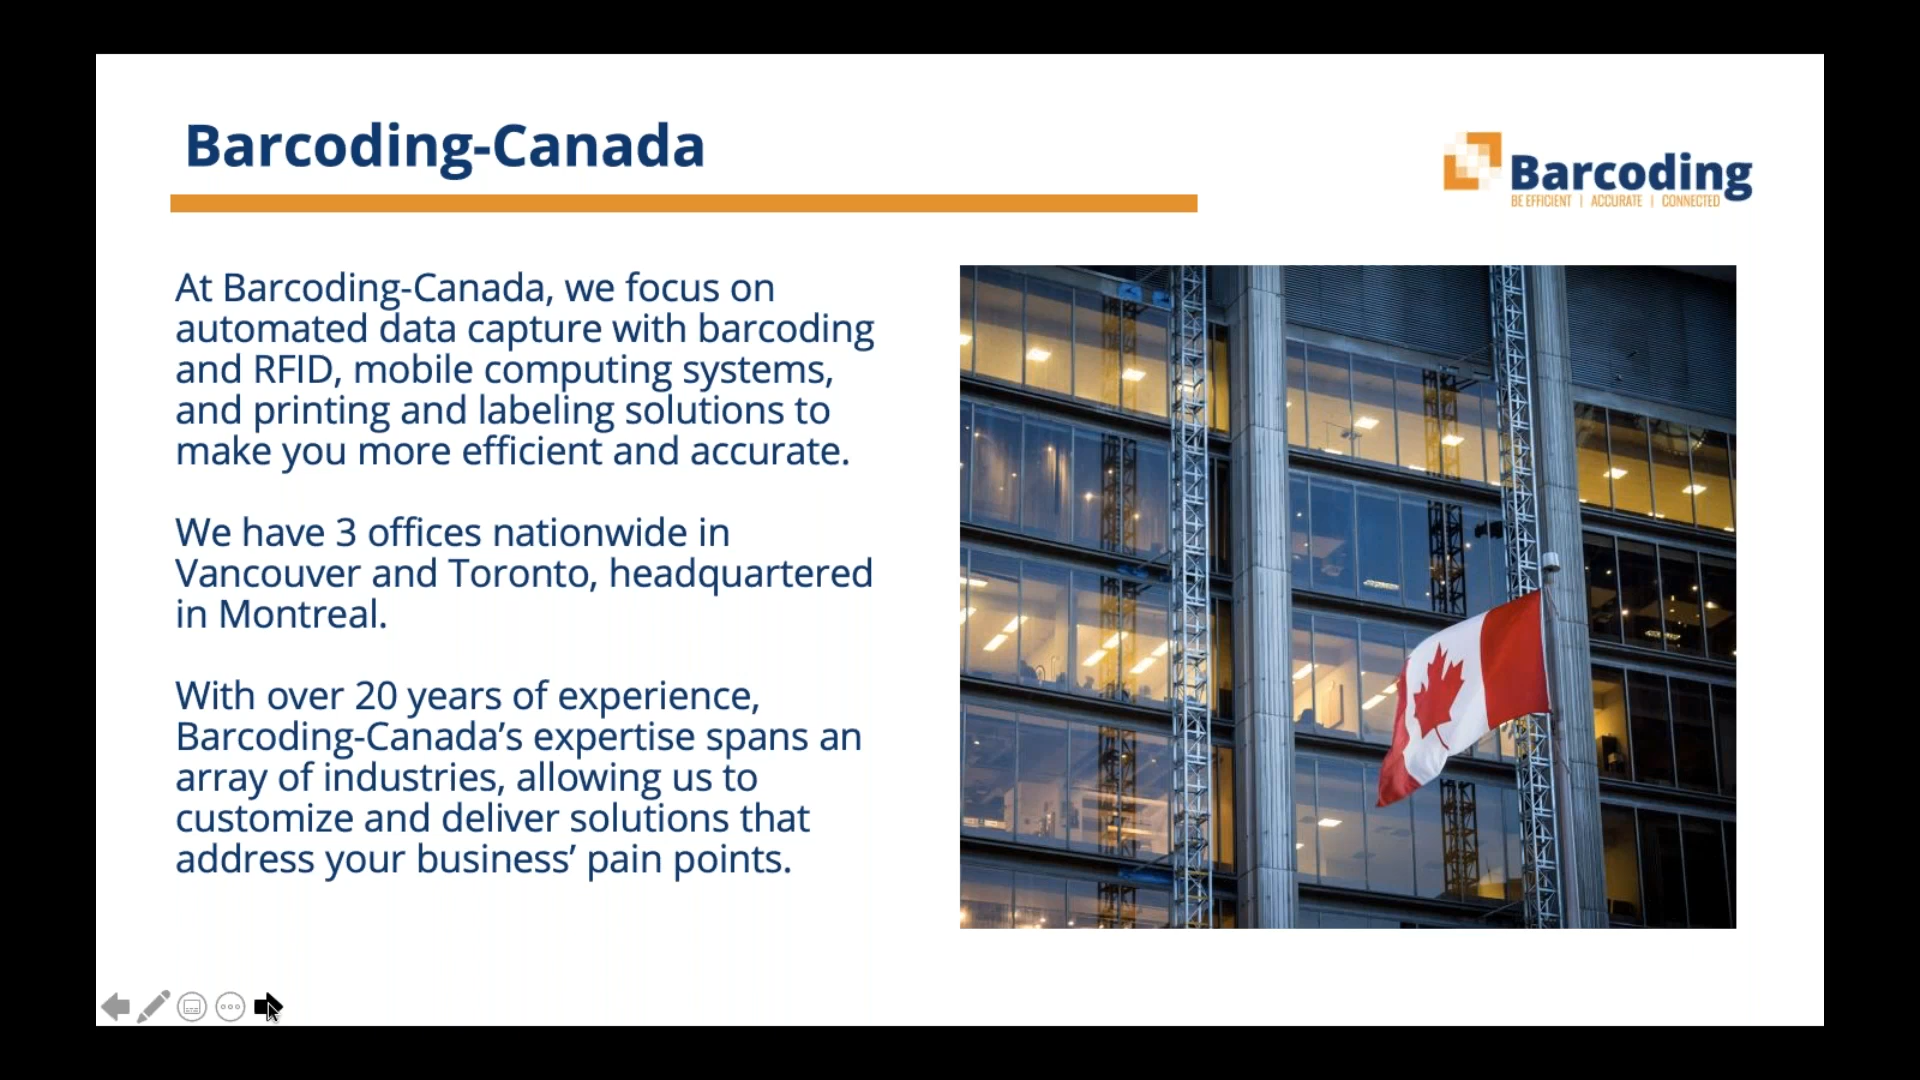 Barcoding-Canada
Barcoding
BE EFFICIENT | ACCURATE | CONNECTED
At Barcoding-Canada, we focus on
automated data capture with barcoding
and RFID, mobile computing systems,
and printing and labeling solutions to
make you more efficient and accurate.
We have 3 offices nationwide in
Vancouver and Toronto, headquartered
in Montreal.
With over 20 years of experience,
Barcoding-Canada’s expertise spans an
array of industries, allowing us to
customize and deliver solutions that
address your business’ pain points.